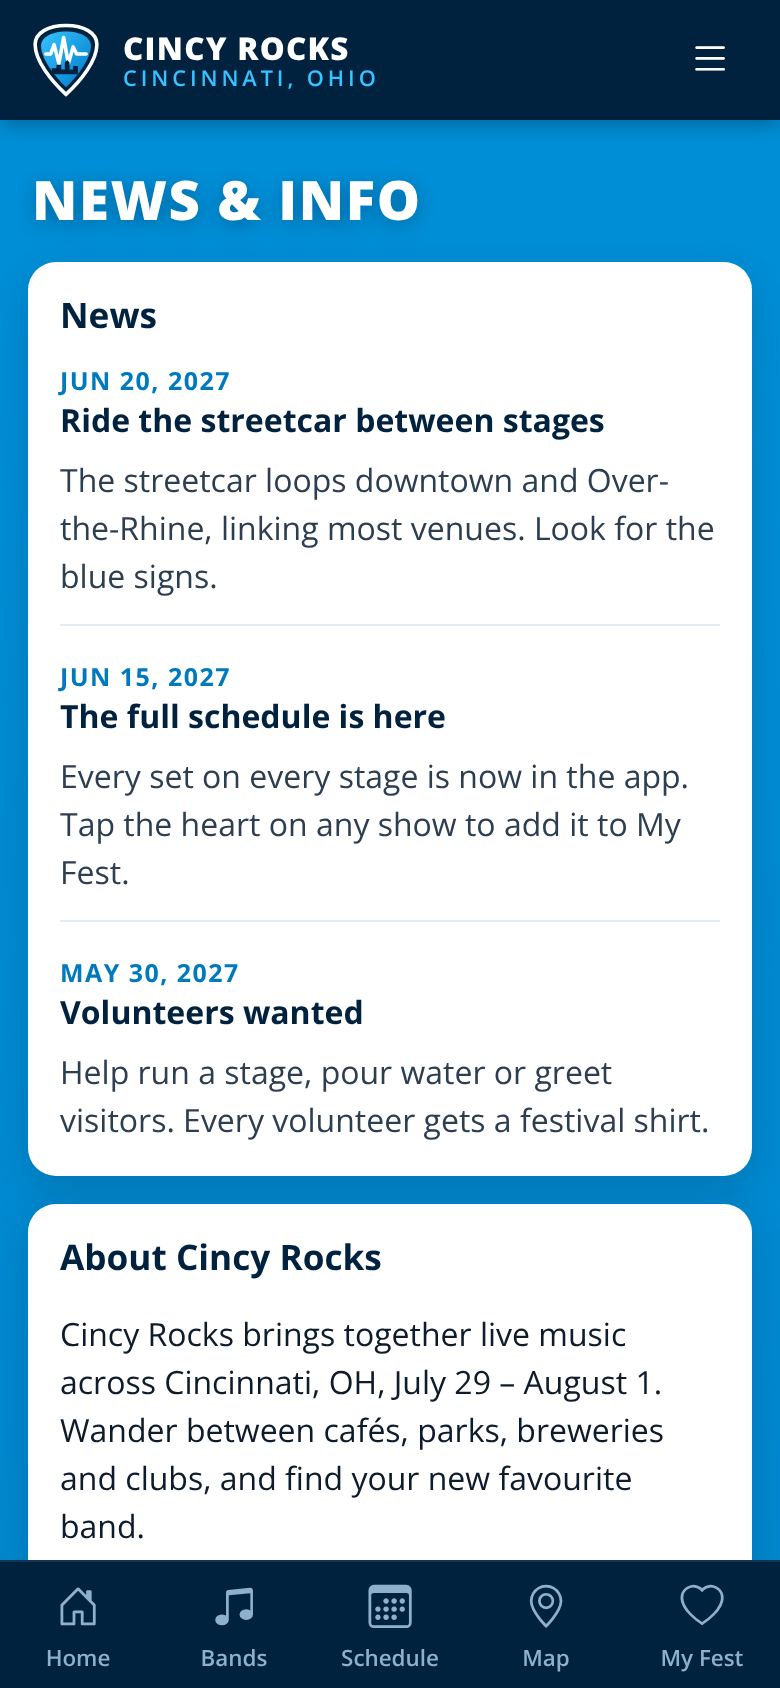 CINCY ROCKS
CINCINNATI, OHIO
NEWS & INFO
News
JUN 20, 2027
Ride the streetcar between stages
The streetcar loops downtown and Over-
the-Rhine, linking most venues. Look for the
blue signs.
JUN 15, 2027
The full schedule is here
Every set on every stage is now in the app.
Tap the heart on any show to add it to My
Fest.
MAY 30, 2027
Volunteers wanted
Help run a stage, pour water or greet
visitors. Every volunteer gets a festival shirt.
About Cincy Rocks
Cincy Rocks brings together live music
across Cincinnati, OH, July 29 – August 1.
Wander between cafés, parks, breweries
and clubs, and find your new favourite
band.
Home
Bands
Schedule
Map
My Fest